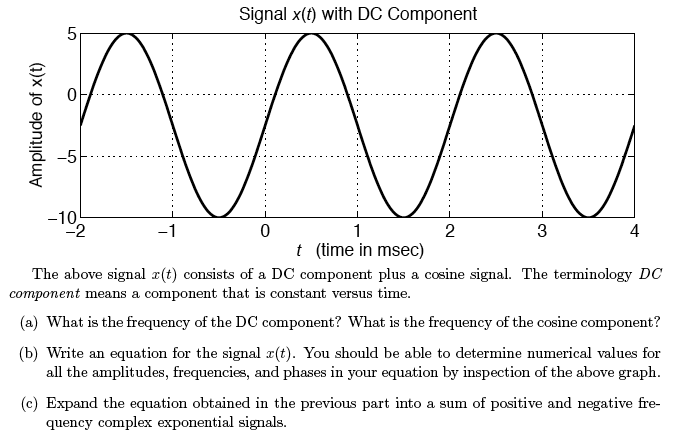 Signal x(t) with DC Component
Amplitude of x(t)
5
0
−5
−10
−2 −1 0 1 2 3 4
t (time in msec)
The above signal x(t) consists of a DC component plus a cosine signal. The terminology DC
component means a component that is constant versus time.
(a) What is the frequency of the DC component? What is the frequency of the cosine component?
(b) Write an equation for the signal x(t). You should be able to determine numerical values for
all the amplitudes, frequencies, and phases in your equation by inspection of the above graph.
(c) Expand the equation obtained in the previous part into a sum of positive and negative fre-
quency complex exponential signals.